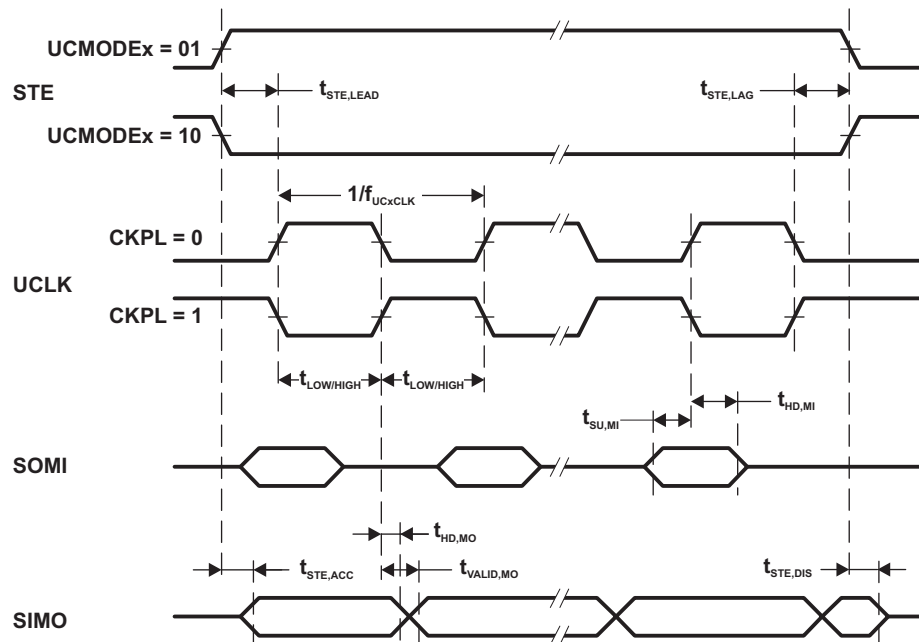 UCMODEx = 01
STE
tSTE,LEAD
tSTE,LAG
UCMODEx = 10
1/fUCxCLK
CKPL = 0
UCLK
CKPL = 1
tLOW/HIGH tLOW/HIGH
tHD,MI
tSU,MI
SOMI
tHD,MO
tSTE,ACC
tVALID,MO
tSTE,DIS
SIMO